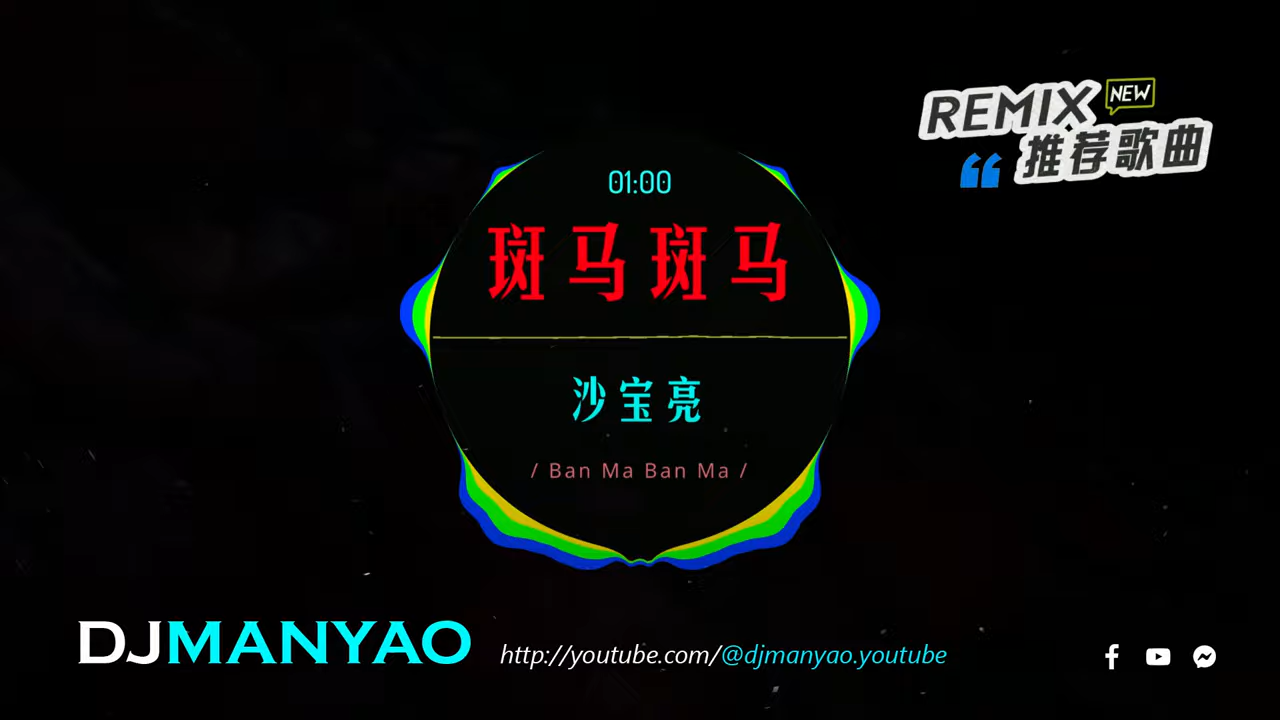 REMIX NEW
推荐歌曲
01:00
斑马斑马
沙宝亮
/ Ban Ma Ban Ma /
DJMANYAO
http://youtube.com/@djmanyao.youtube